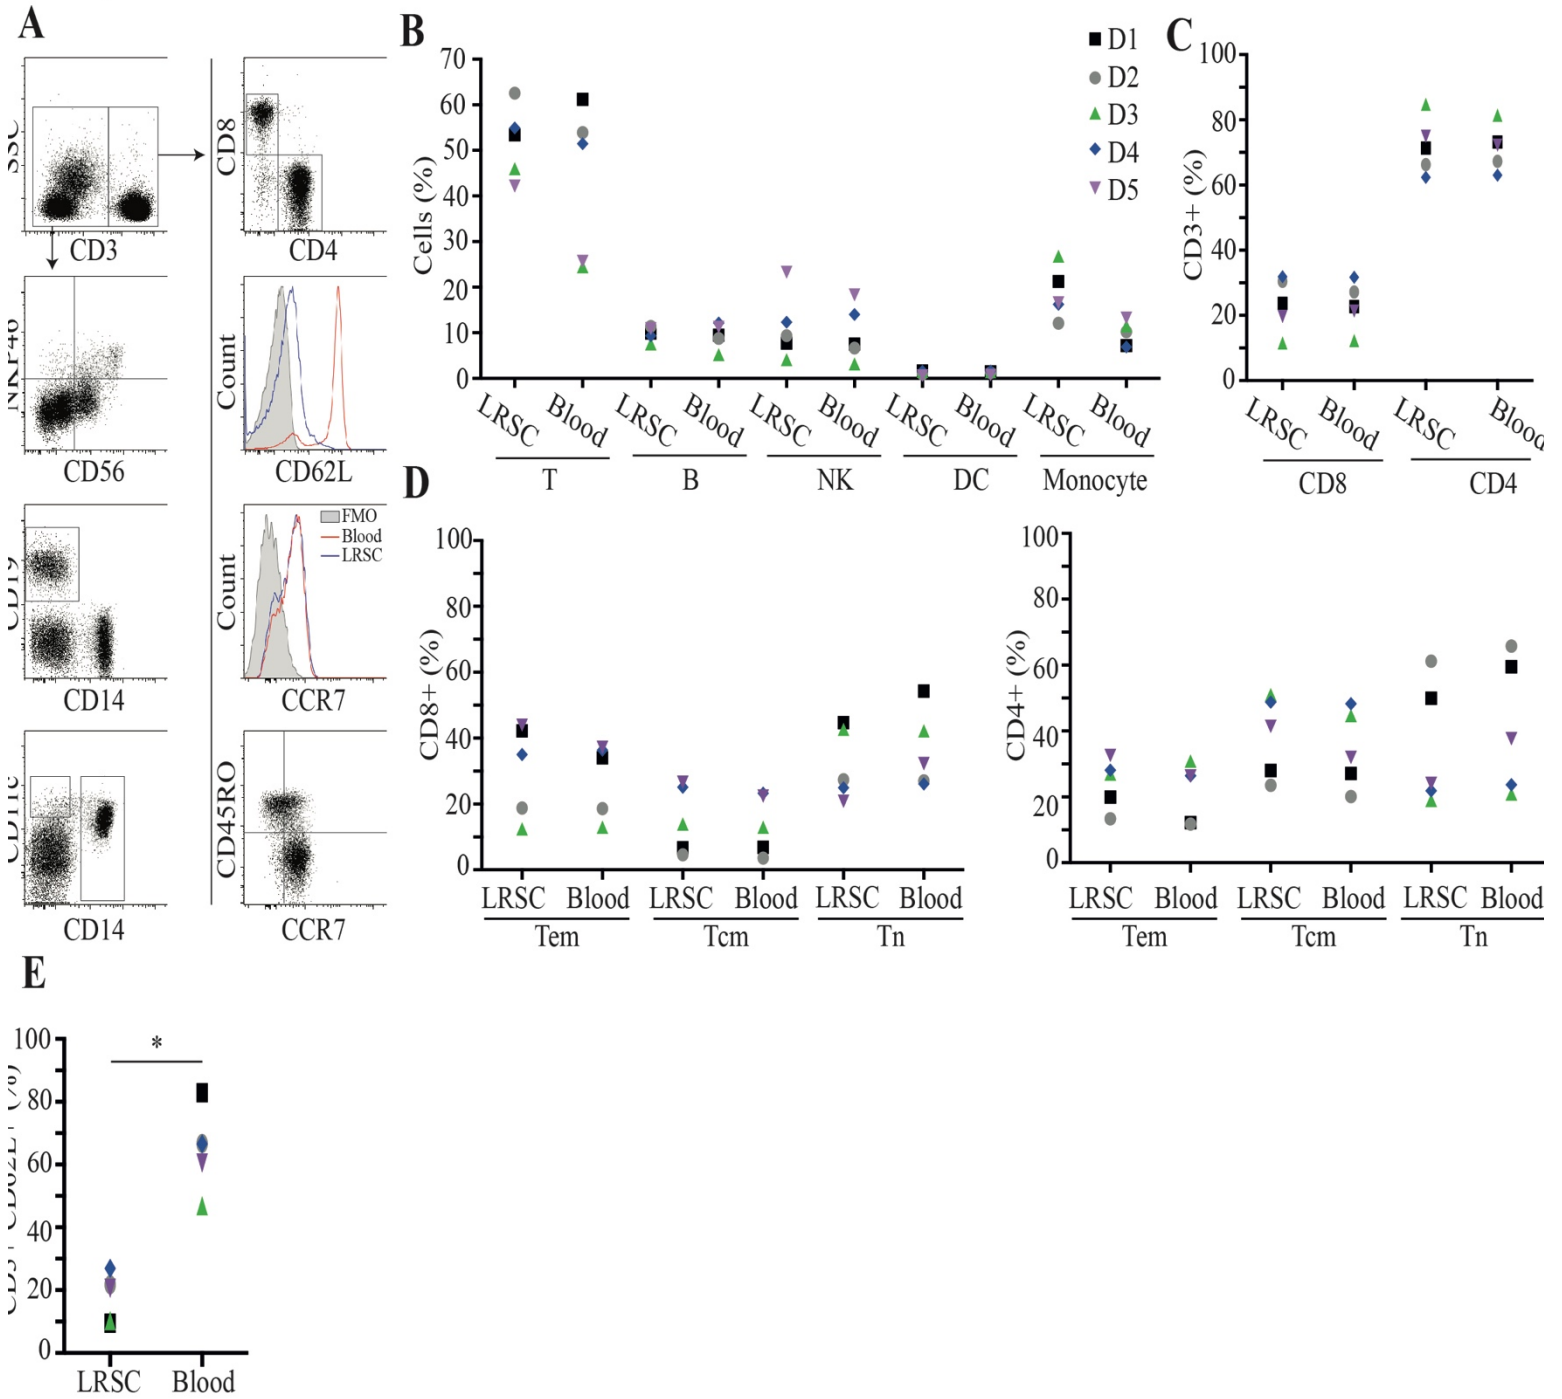 A
CD3
CD8
CD4
CD56
Count
CD62L
CD14
Count
FMO
Blood
LRSC
CCR7
CD14
CD45RO
CCR7
B
Cells (%)
70
60
50
40
30
20
10
0
LRSC Blood LRSC Blood LRSC Blood LRSC Blood LRSC Blood
T B NK DC Monocyte
D1
D2
D3
D4
D5
C
CD3+ (%)
100
80
60
40
20
0
LRSC Blood LRSC Blood
CD8 CD4
D
CD8+ (%)
100
80
60
40
20
0
LRSC Blood LRSC Blood LRSC Blood
Tem Tcm Tn
CD4+ (%)
100
80
60
40
20
0
LRSC Blood LRSC Blood LRSC Blood
Tem Tcm Tn
E
100
80
60
40
20
0
*
LRSC Blood